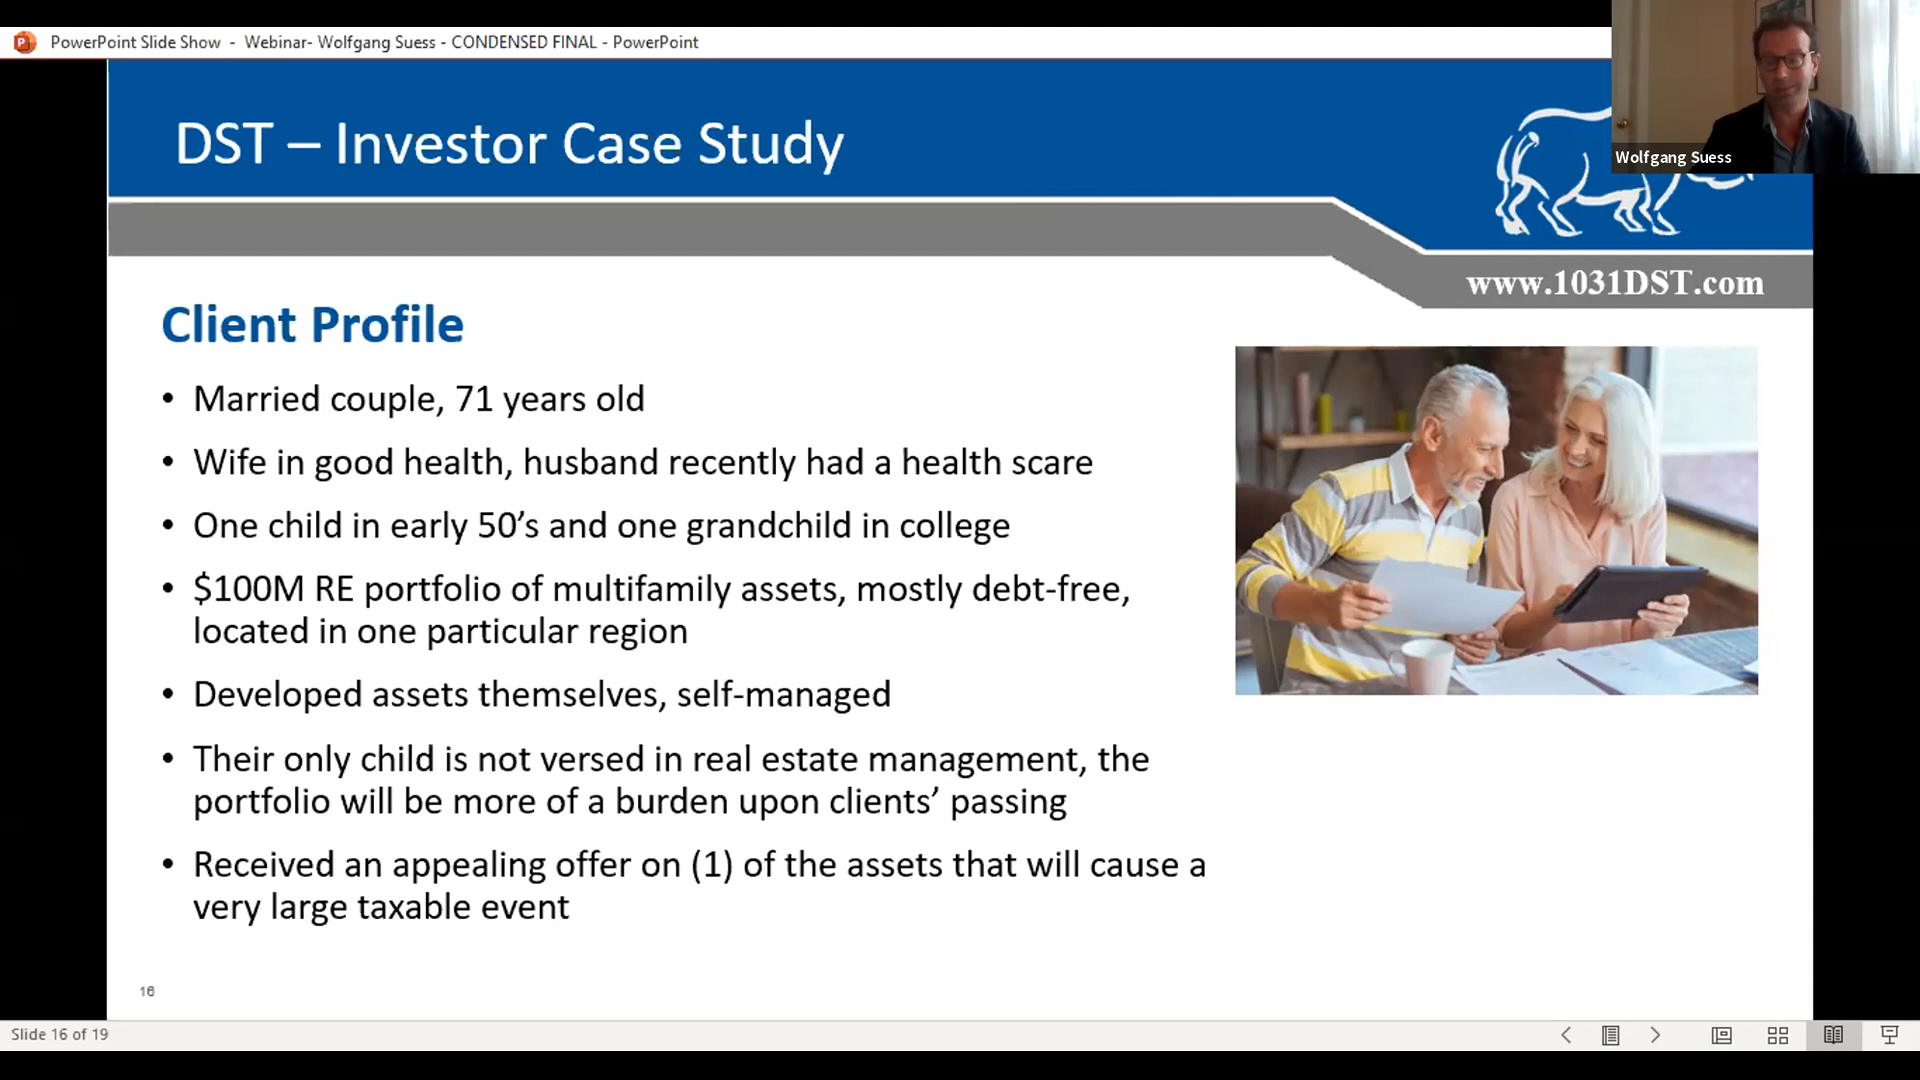 PowerPoint Slide Show - Webinar- Wolfgang Suess - CONDENSED FINAL - PowerPoint
Wolfgang Suess
DST – Investor Case Study
www.1031DST.com
Client Profile
• Married couple, 71 years old
• Wife in good health, husband recently had a health scare
• One child in early 50’s and one grandchild in college
• $100M RE portfolio of multifamily assets, mostly debt-free,
located in one particular region
• Developed assets themselves, self-managed
• Their only child is not versed in real estate management, the
portfolio will be more of a burden upon clients’ passing
• Received an appealing offer on (1) of the assets that will cause a
very large taxable event
16
Slide 16 of 19